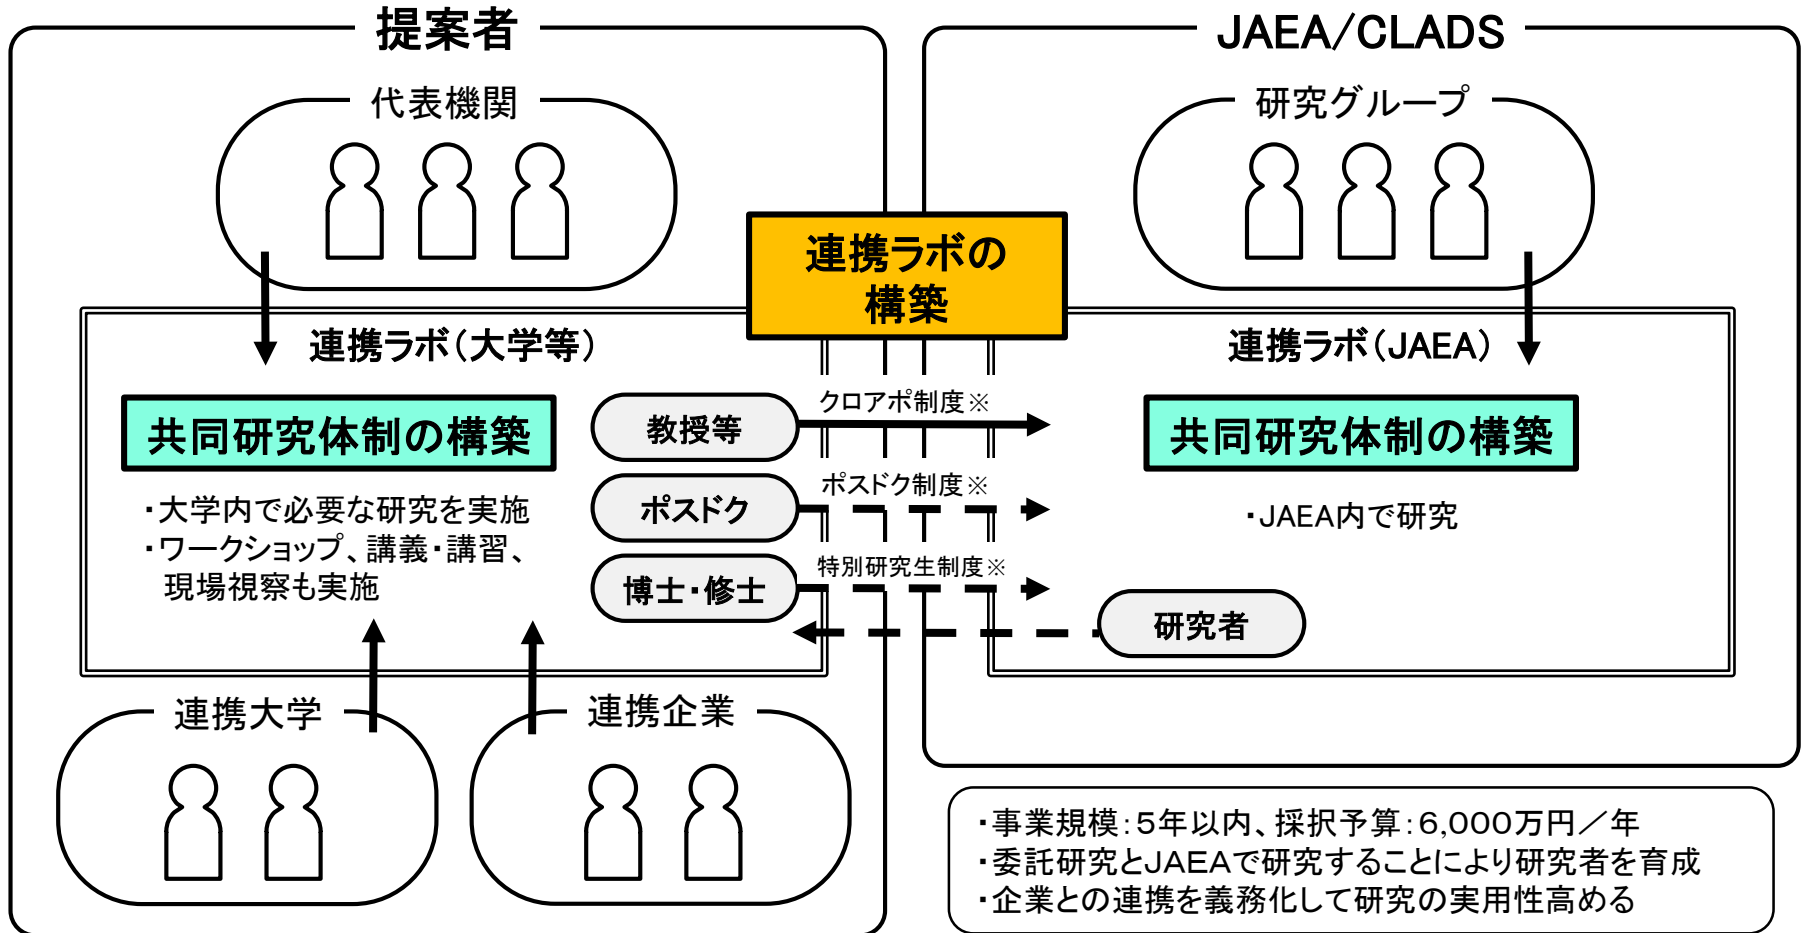 提案者
代表機関
JAEA/CLADS
研究グループ
連携ラボの
構築
連携ラボ（大学等）
共同研究体制の構築
・大学内で必要な研究を実施
・ワークショップ、講義・講習、
現場視察も実施
教授等
ポスドク
博士・修士
クロアポ制度※
ポスドク制度※
特別研究生制度※
連携ラボ（JAEA）
共同研究体制の構築
・JAEA内で研究
研究者
連携大学
連携企業
・事業規模：5年以内、採択予算：6,000万円／年
・委託研究とJAEAで研究することにより研究者を育成
・企業との連携を義務化して研究の実用性高める